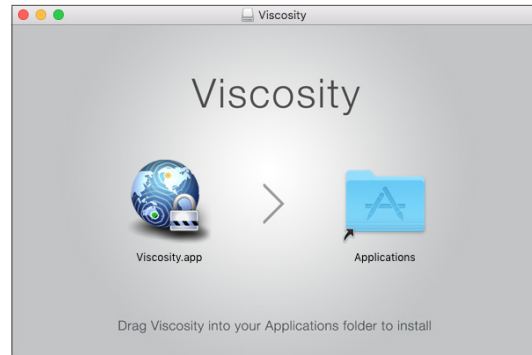 Viscosity
Viscosity
Viscosity.app
Applications
Drag Viscosity into your Applications folder to install